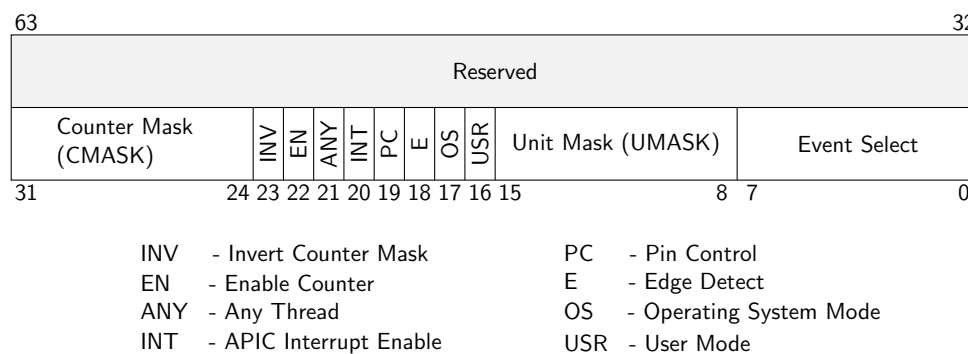 63 32
Reserved
Counter Mask
(CMASK)
INV
EN
ANY
INT
PC
E
OS
USR
Unit Mask (UMASK)
Event Select
31 24 23 22 21 20 19 18 17 16 15 8 7 0
INV - Invert Counter Mask
EN - Enable Counter
ANY - Any Thread
INT - APIC Interrupt Enable
PC - Pin Control
E - Edge Detect
OS - Operating System Mode
USR - User Mode